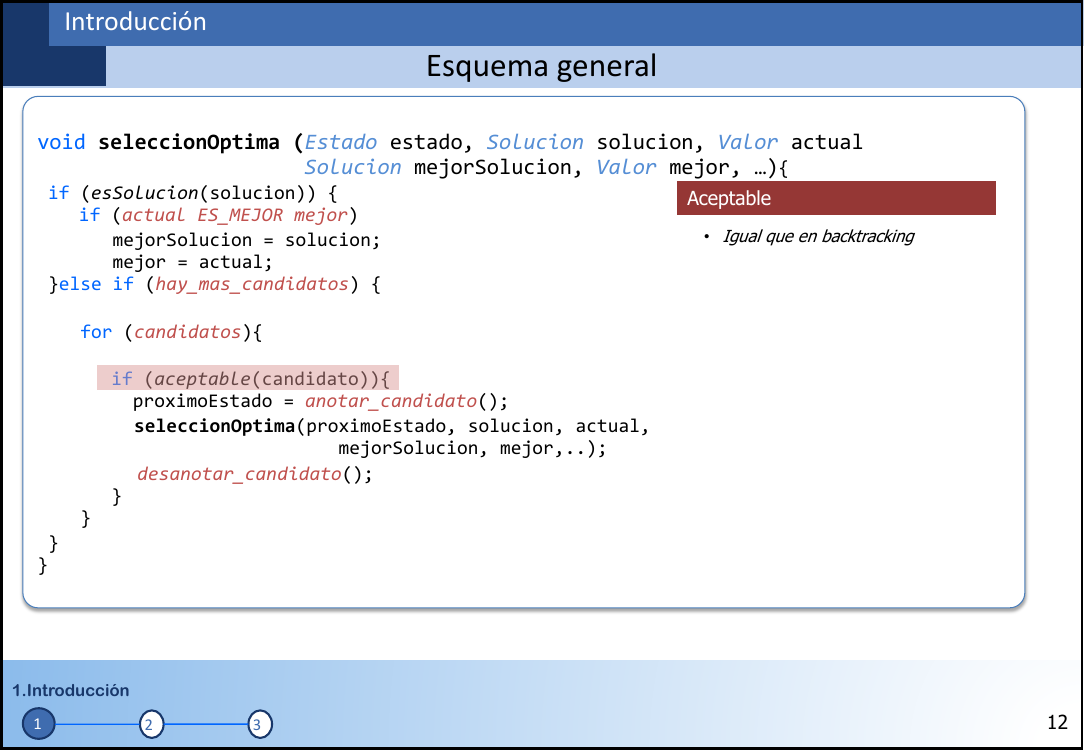 Introducción
Esquema general
void seleccionOptima (Estado estado, Solucion solucion, Valor actual
Solucion mejorSolucion, Valor mejor, …){
if (esSolucion(solucion)) {
if (actual ES_MEJOR mejor)
mejorSolucion = solucion;
mejor = actual;
}else if (hay_mas_candidatos) {
for (candidatos){
if (aceptable(candidato)){
proximoEstado = anotar_candidato();
seleccionOptima(proximoEstado, solucion, actual,
mejorSolucion, mejor,..);
desanotar_candidato();
}
}
}
}
Aceptable
• Igual que en backtracking
1.Introducción
1 2 3
12